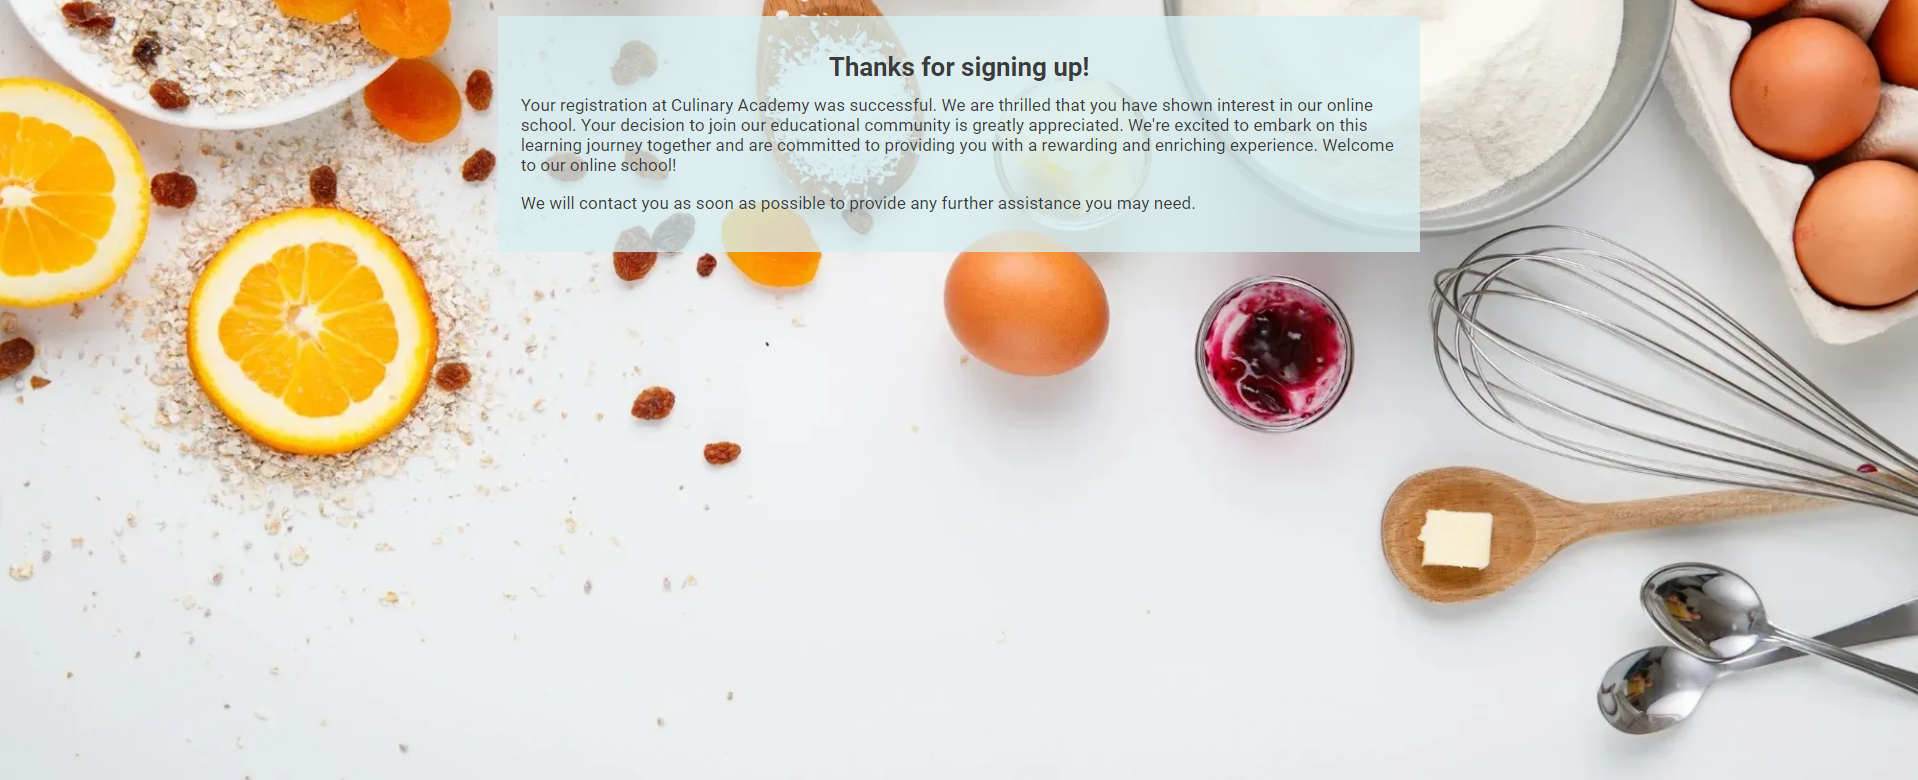 Thanks for signing up!
Your registration at Culinary Academy was successful. We are thrilled that you have shown interest in our online
school. Your decision to join our educational community is greatly appreciated. We're excited to embark on this
learning journey together and are committed to providing you with a rewarding and enriching experience. Welcome
to our online school!
We will contact you as soon as possible to provide any further assistance you may need.